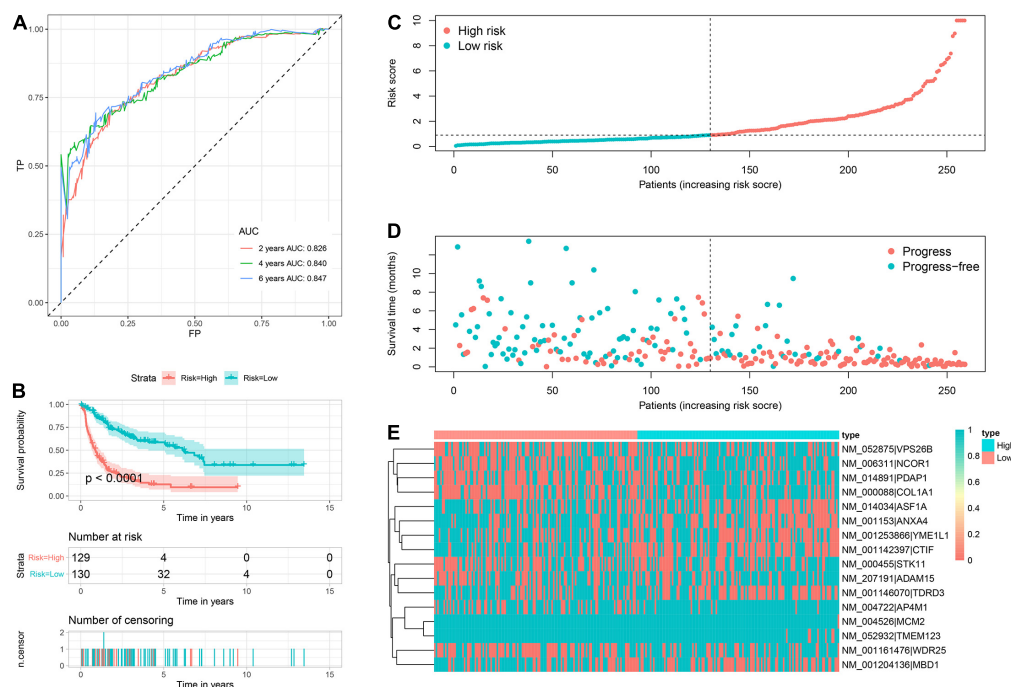 A
1.00
0.75
0.50
0.25
0.00
TP
AUC
2 years AUC: 0.826
4 years AUC: 0.840
6 years AUC: 0.847
0.00 0.25 0.50 0.75 1.00
FP
B
Strata Risk=High Risk=Low
Survival probability
1.00
0.75
0.50
0.25
0.00
p < 0.0001
0 5 10 15
Time in years
Number at risk
Strata
Risk=High 129 4 0 0
Risk=Low 130 32 4 0
0 5 10 15
Time in years
Number of censoring
n.censor
2
1
0
0 5 10 15
Time in years
C
High risk
Low risk
Risk score
10
8
6
4
2
0
0 50 100 150 200 250
Patients (increasing risk socre)
D
Progress
Progress-free
Survival time (months)
10
8
6
4
2
0
0 50 100 150 200 250
Patients (increasing risk socre)
E
type
NM_052875|VPS26B
NM_006311|NCOR1
NM_014891|PDAP1
NM_000088|COL1A1
NM_014034|ASF1A
NM_001153|ANXA4
NM_001253866|YME1L1
NM_001142397|CTIF
NM_000455|STK11
NM_207191|ADAM15
NM_001146070|TDRD3
NM_004722|AP4M1
NM_004526|MCM2
NM_052932|TMEM123
NM_001161476|WDR25
NM_001204136|MBD1
1
0.8
0.6
0.4
0.2
0
type
High
Low